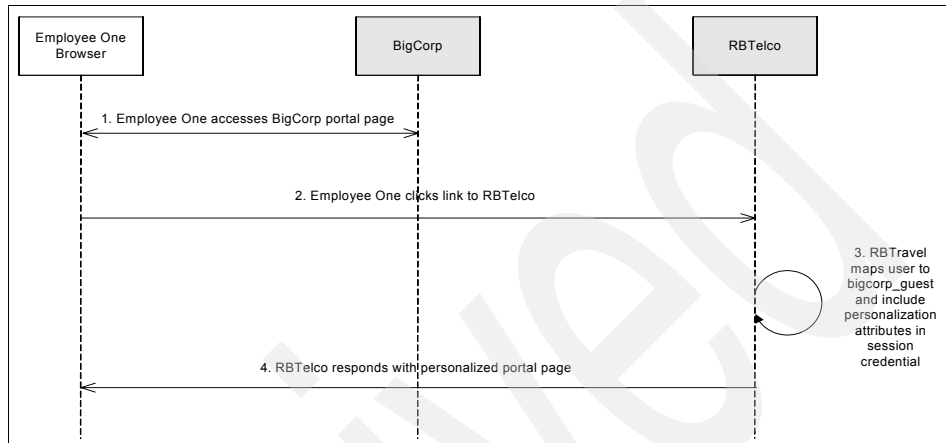 Employee One
Browser
BigCorp
RBTelco
1. Employee One accesses BigCorp portal page
2. Employee One clicks link to RBTelco
3. RBTravel
maps user to
bigcorp_guest
and include
personalization
attributes in
session
credential
4. RBTelco responds with personalized portal page